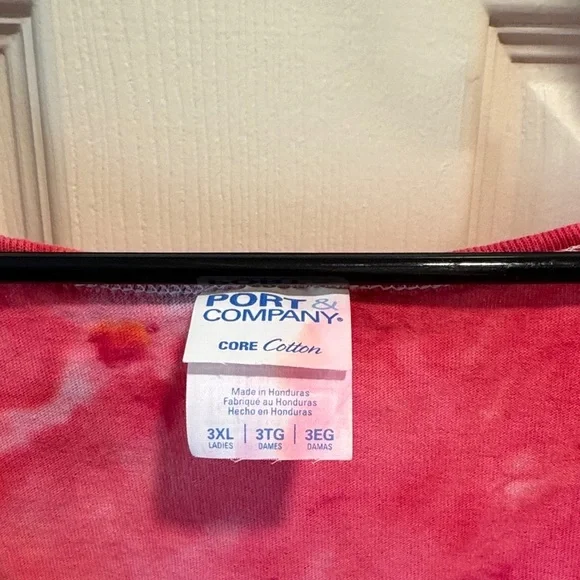 PORT &
COMPANY®
CORE Cotton
Made in Honduras
Fabriqué au Honduras
Hecho en Honduras
3XL | 3TG | 3EG
LADIES DAMES DAMAS